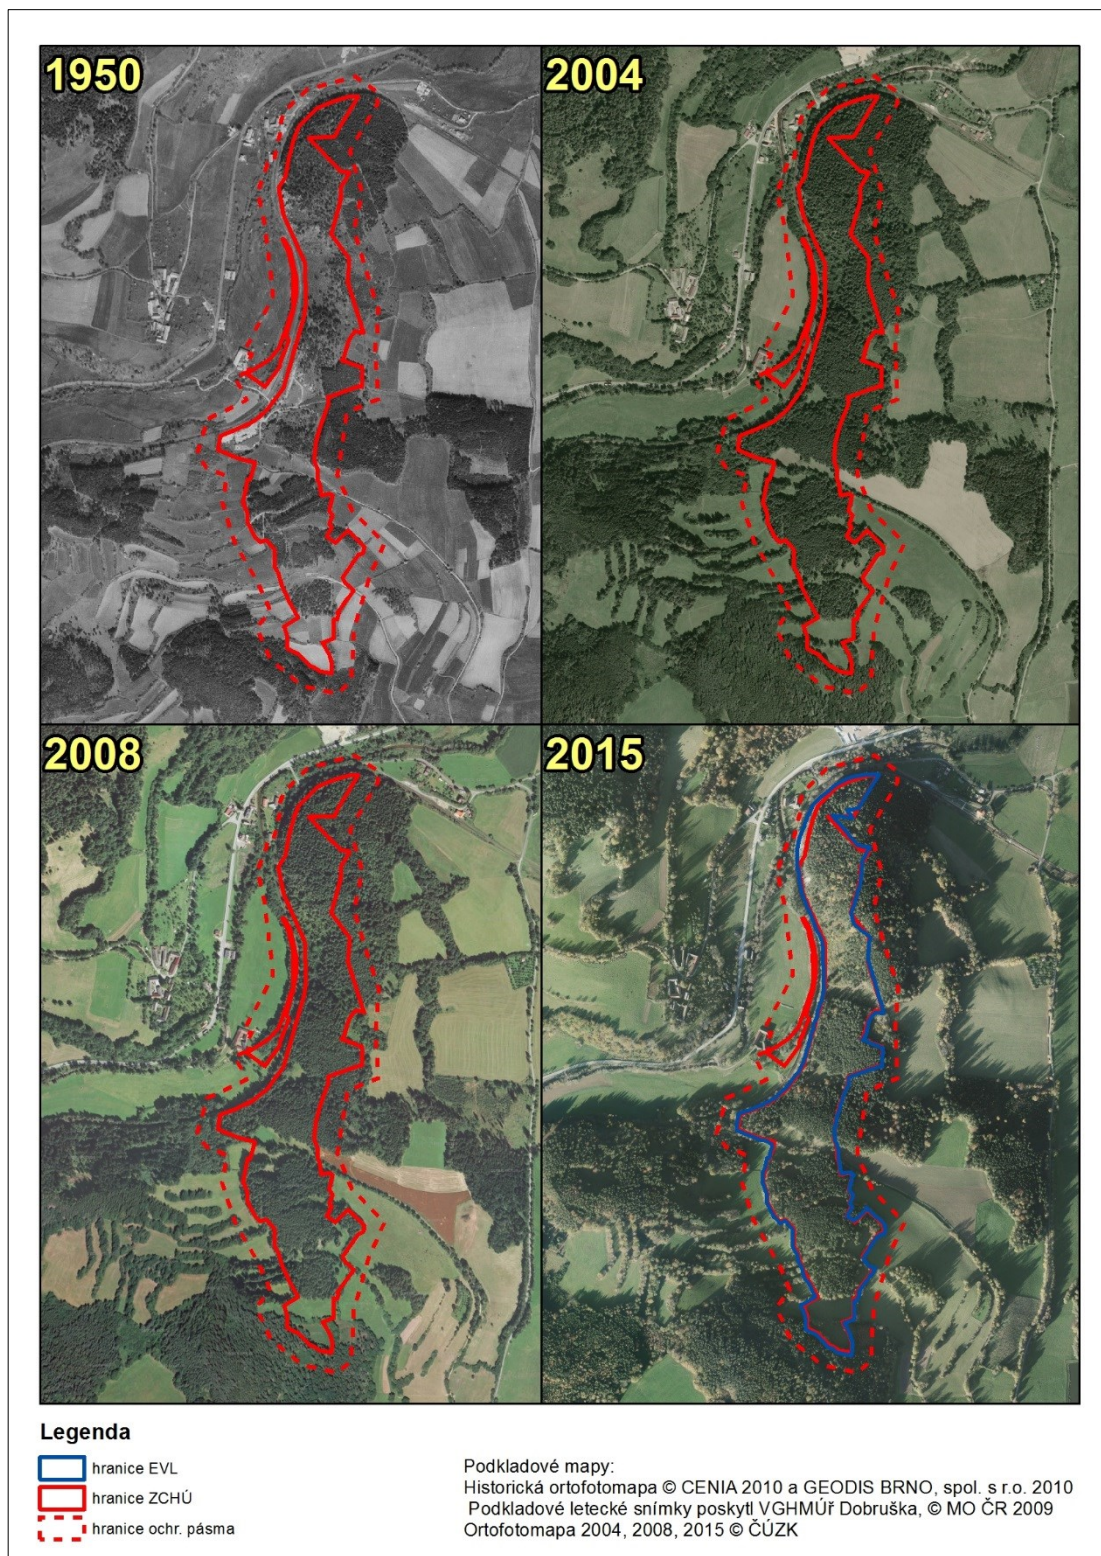 1950
2004
2008
2015
Legenda
hranice EVL
hranice ZCHÚ
hranice ochr. pásma
Podkladové mapy:
Historická ortofotomapa © CENIA 2010 a GEODIS BRNO, spol. s r.o. 2010
Podkladové letecké snímky poskytl VGHMÚř Dobruška, © MO ČR 2009
Ortofotomapa 2004, 2008, 2015 © ČÚZK